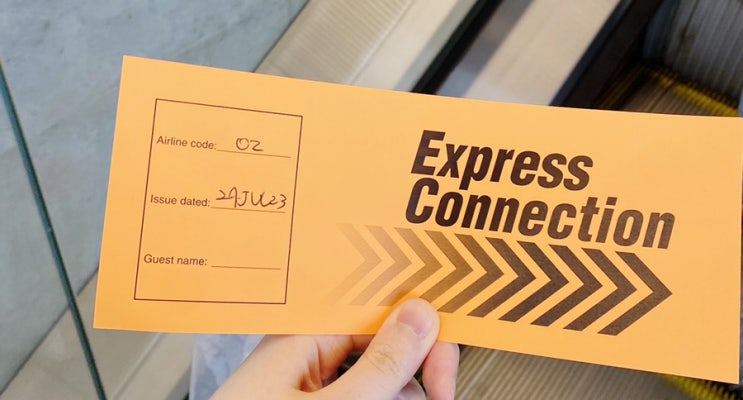 Airline code: OZ
Issue dated: 29JUL23
Guest name:
Express
Connection